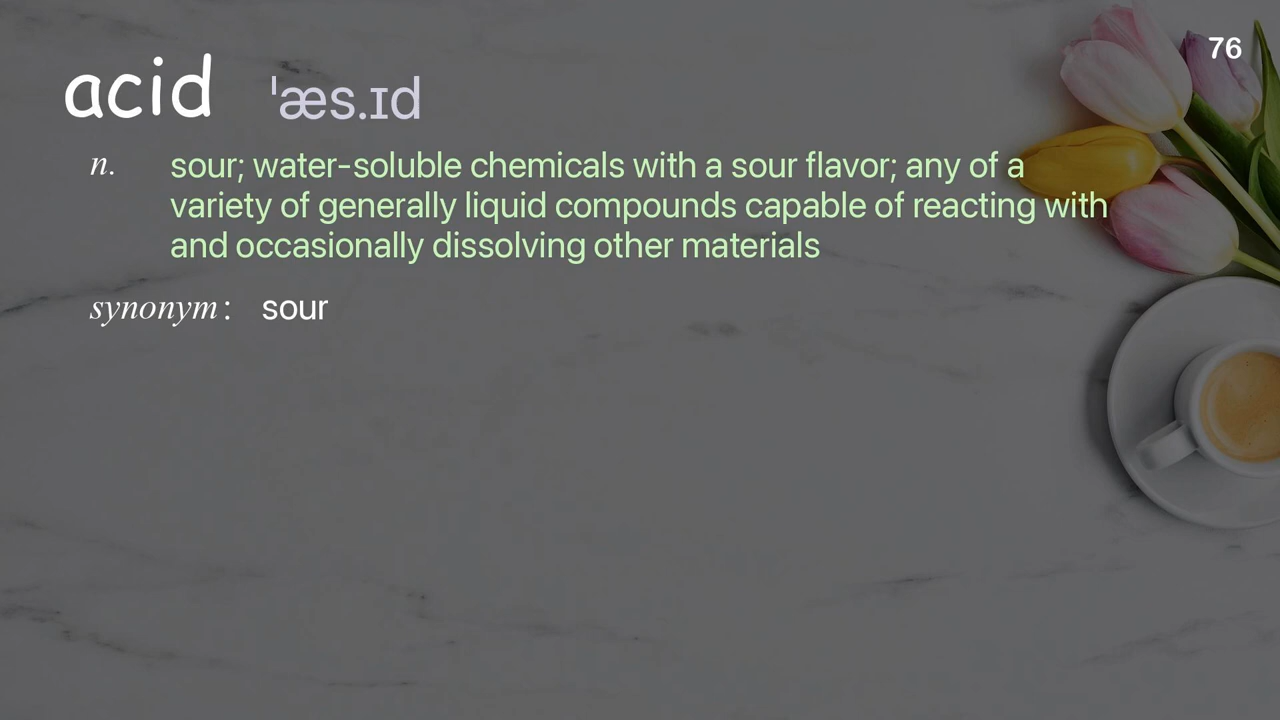 76
acid ˈæs.ɪd
n. sour; water-soluble chemicals with a sour flavor; any of a
variety of generally liquid compounds capable of reacting with
and occasionally dissolving other materials
synonym: sour